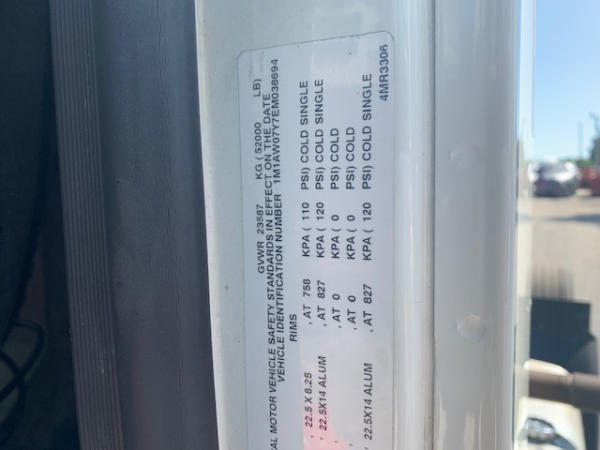 GVWR 23587 KG ( 52000 LB)
AL MOTOR VEHICLE SAFETY STANDARDS IN EFFECT ON THE DATE
VEHICLE IDENTIFICATION NUMBER 1M1AW07Y7EM038694
RIMS
, 22.5 X 8.25 , AT 758 KPA ( 110 PSI) COLD SINGLE
, 22.5X14 ALUM , AT 827 KPA ( 120 PSI) COLD SINGLE
, , AT 0 KPA ( 0 PSI) COLD
, , AT 0 KPA ( 0 PSI) COLD
, 22.5X14 ALUM , AT 827 KPA ( 120 PSI) COLD SINGLE
4MR3306